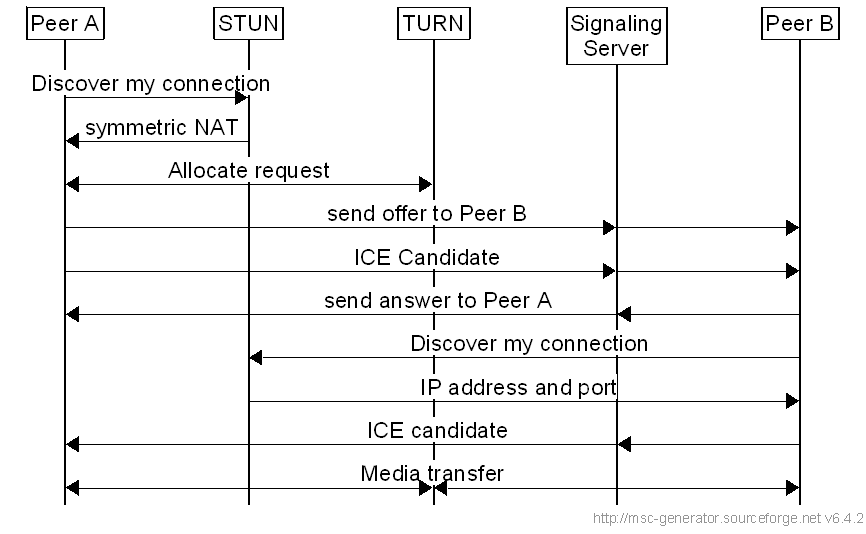 Peer A
STUN
TURN
Signaling
Server
Peer B
Discover my connection
symmetric NAT
Allocate request
send offer to Peer B
ICE Candidate
send answer to Peer A
Discover my connection
IP address and port
ICE candidate
Media transfer
http://msc-generator.sourceforge.net v6.4.2